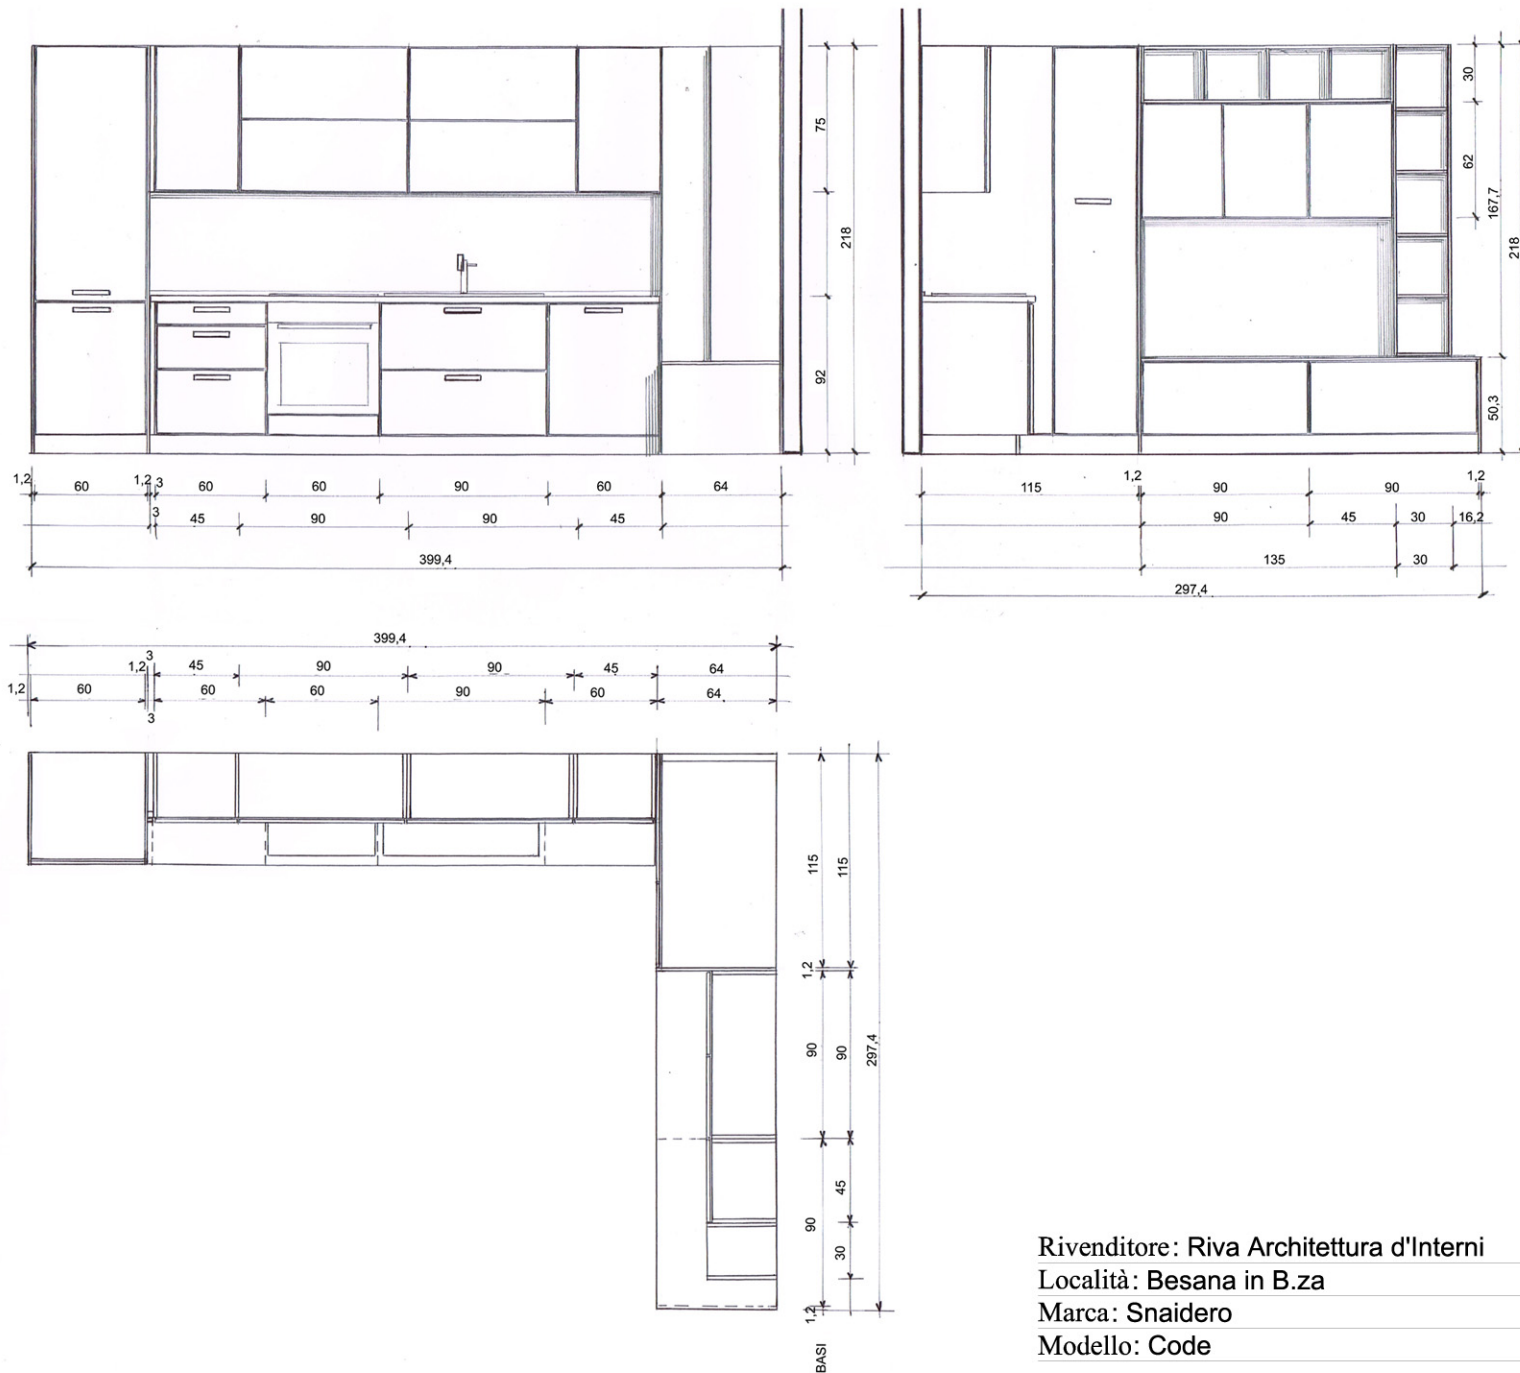 30
75
62
167,7
218
218
92
50,3
1,2 60 1,2 3 60 60 90 60 64
3 45 90 90 45
399,4
115 1,2 90 90 1,2
90 45 30 16,2
135 30
297,4
399,4
3
1,2 45 90 90 45 64
1,2 60 60 60 90 60 64
3
115 115
1,2
90 90 297,4
45
90
30
1,2
BASI
Rivenditore: Riva Architettura d'Interni
Località: Besana in B.za
Marca: Snaidero
Modello: Code